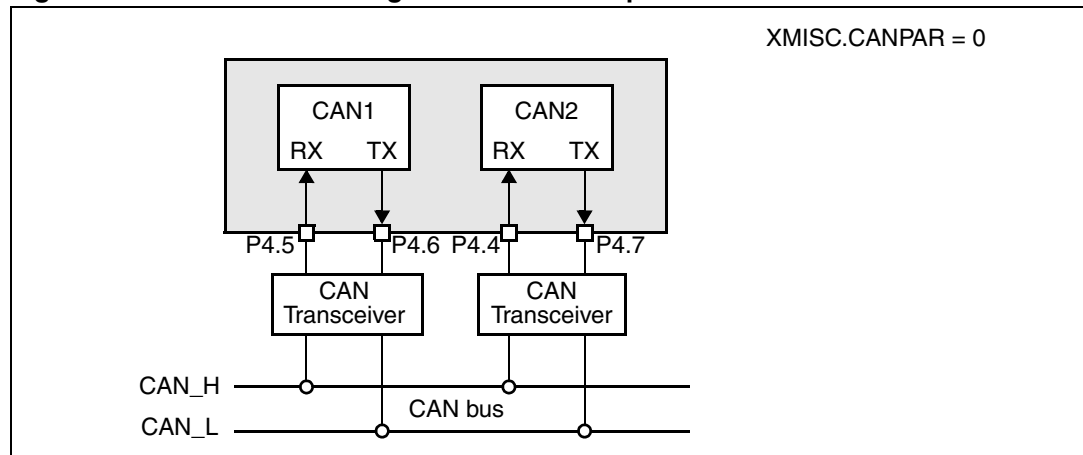 XMISC.CANPAR = 0
CAN1 CAN2
RX TX RX TX
P4.5 P4.6 P4.4 P4.7
CAN CAN
Transceiver Transceiver
CAN_H
CAN bus
CAN_L